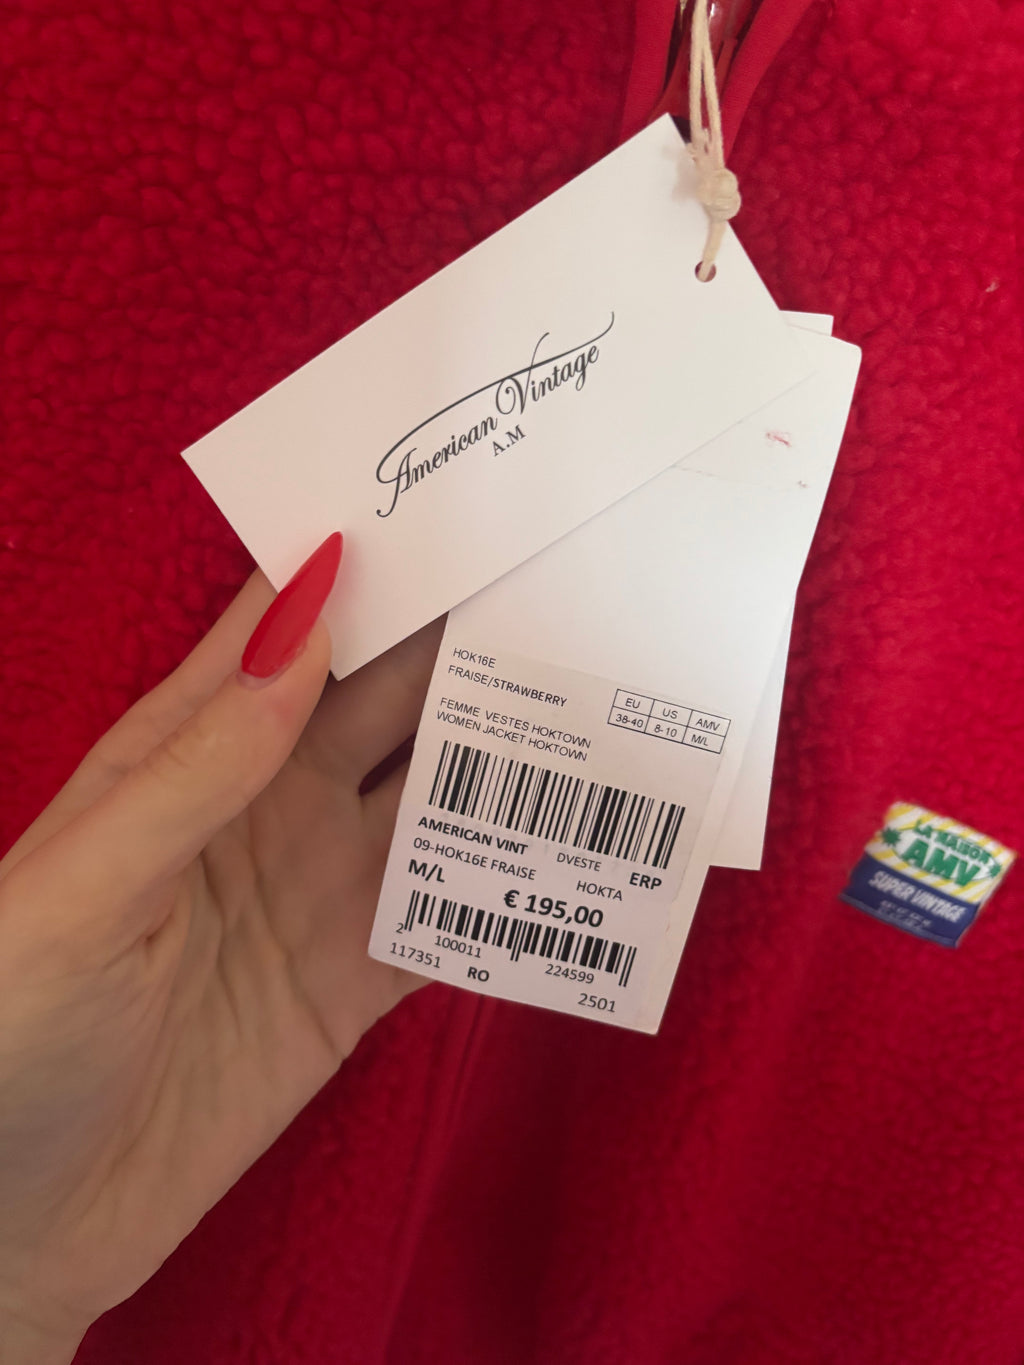 American Vintage
A.M
HOK16E
FRAISE/STRAWBERRY
EU US AMV
38-40 8-10 M/L
FEMME VESTES HOKTOWN
WOMEN JACKET HOKTOWN
AMERICAN VINT DVESTE ERP
09-HOK16E FRAISE HOKTA
M/L
€ 195,00
2 100011 224599
117351 RO 2501
LA MAISON
AMV
SUPER VINTAGE